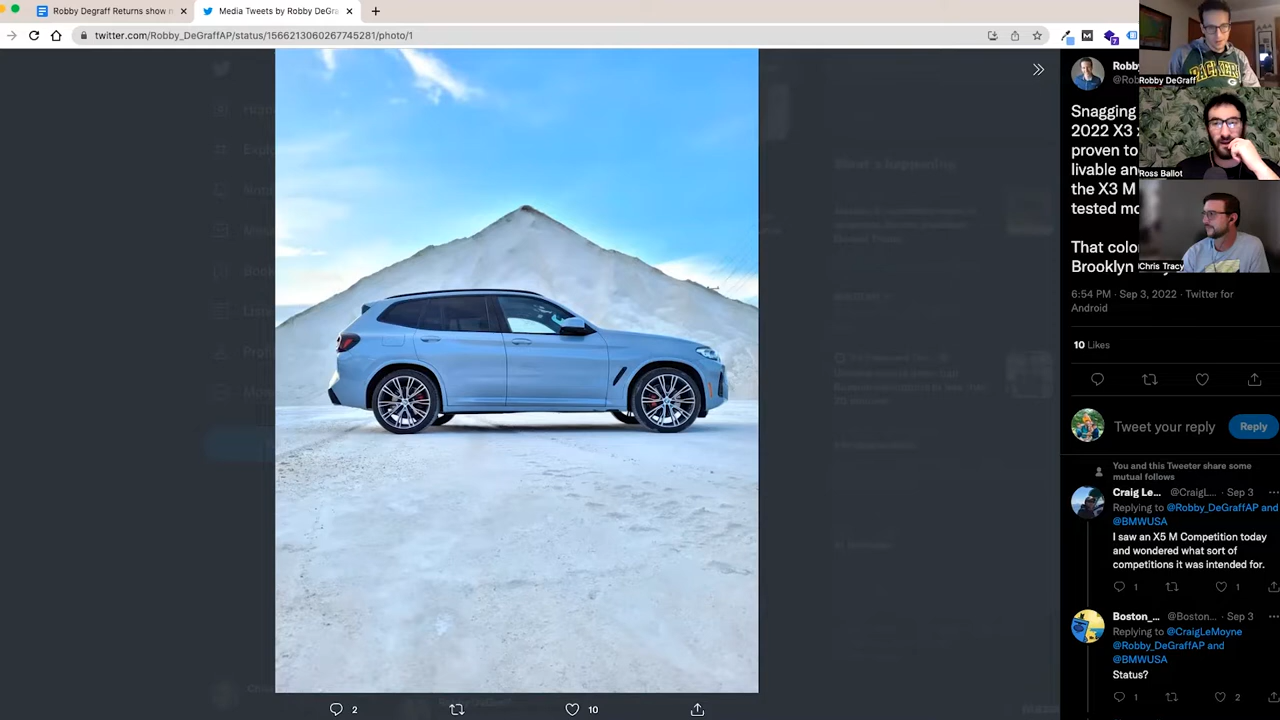 Robby Degraff Returns show n
Media Tweets by Robby DeGra
twitter.com/Robby_DeGraffAP/status/1566213060267745281/photo/1
PACKERS
Robby DeGraff
Ross Ballot
Chris Tracy
Robby
@Rob
Snagging
2022 X3 x
proven to
livable an
the X3 M
tested mo
That colo
Brooklyn
6:54 PM · Sep 3, 2022 · Twitter for
Android
10 Likes
Tweet your reply
Reply
You and this Tweeter share some
mutual follows
Craig Le... @CraigL... · Sep 3
Replying to @Robby_DeGraffAP and
@BMWUSA
I saw an X5 M Competition today
and wondered what sort of
competitions it was intended for.
1
1
Boston_... @Boston... · Sep 3
Replying to @CraigLeMoyne
@Robby_DeGraffAP and
@BMWUSA
Status?
1
2
What's happening
2
10